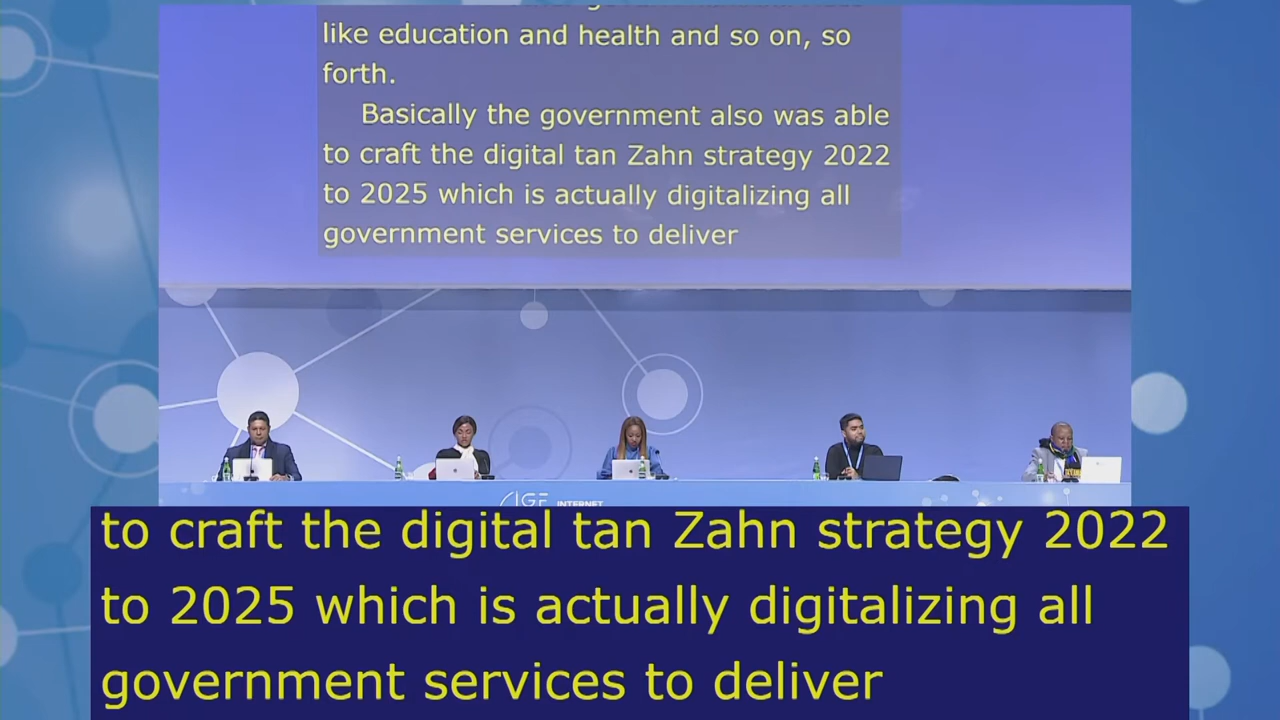 like education and health and so on, so
forth.
Basically the government also was able
to craft the digital tan Zahn strategy 2022
to 2025 which is actually digitalizing all
government services to deliver
IGF INTERNET
to craft the digital tan Zahn strategy 2022
to 2025 which is actually digitalizing all
government services to deliver